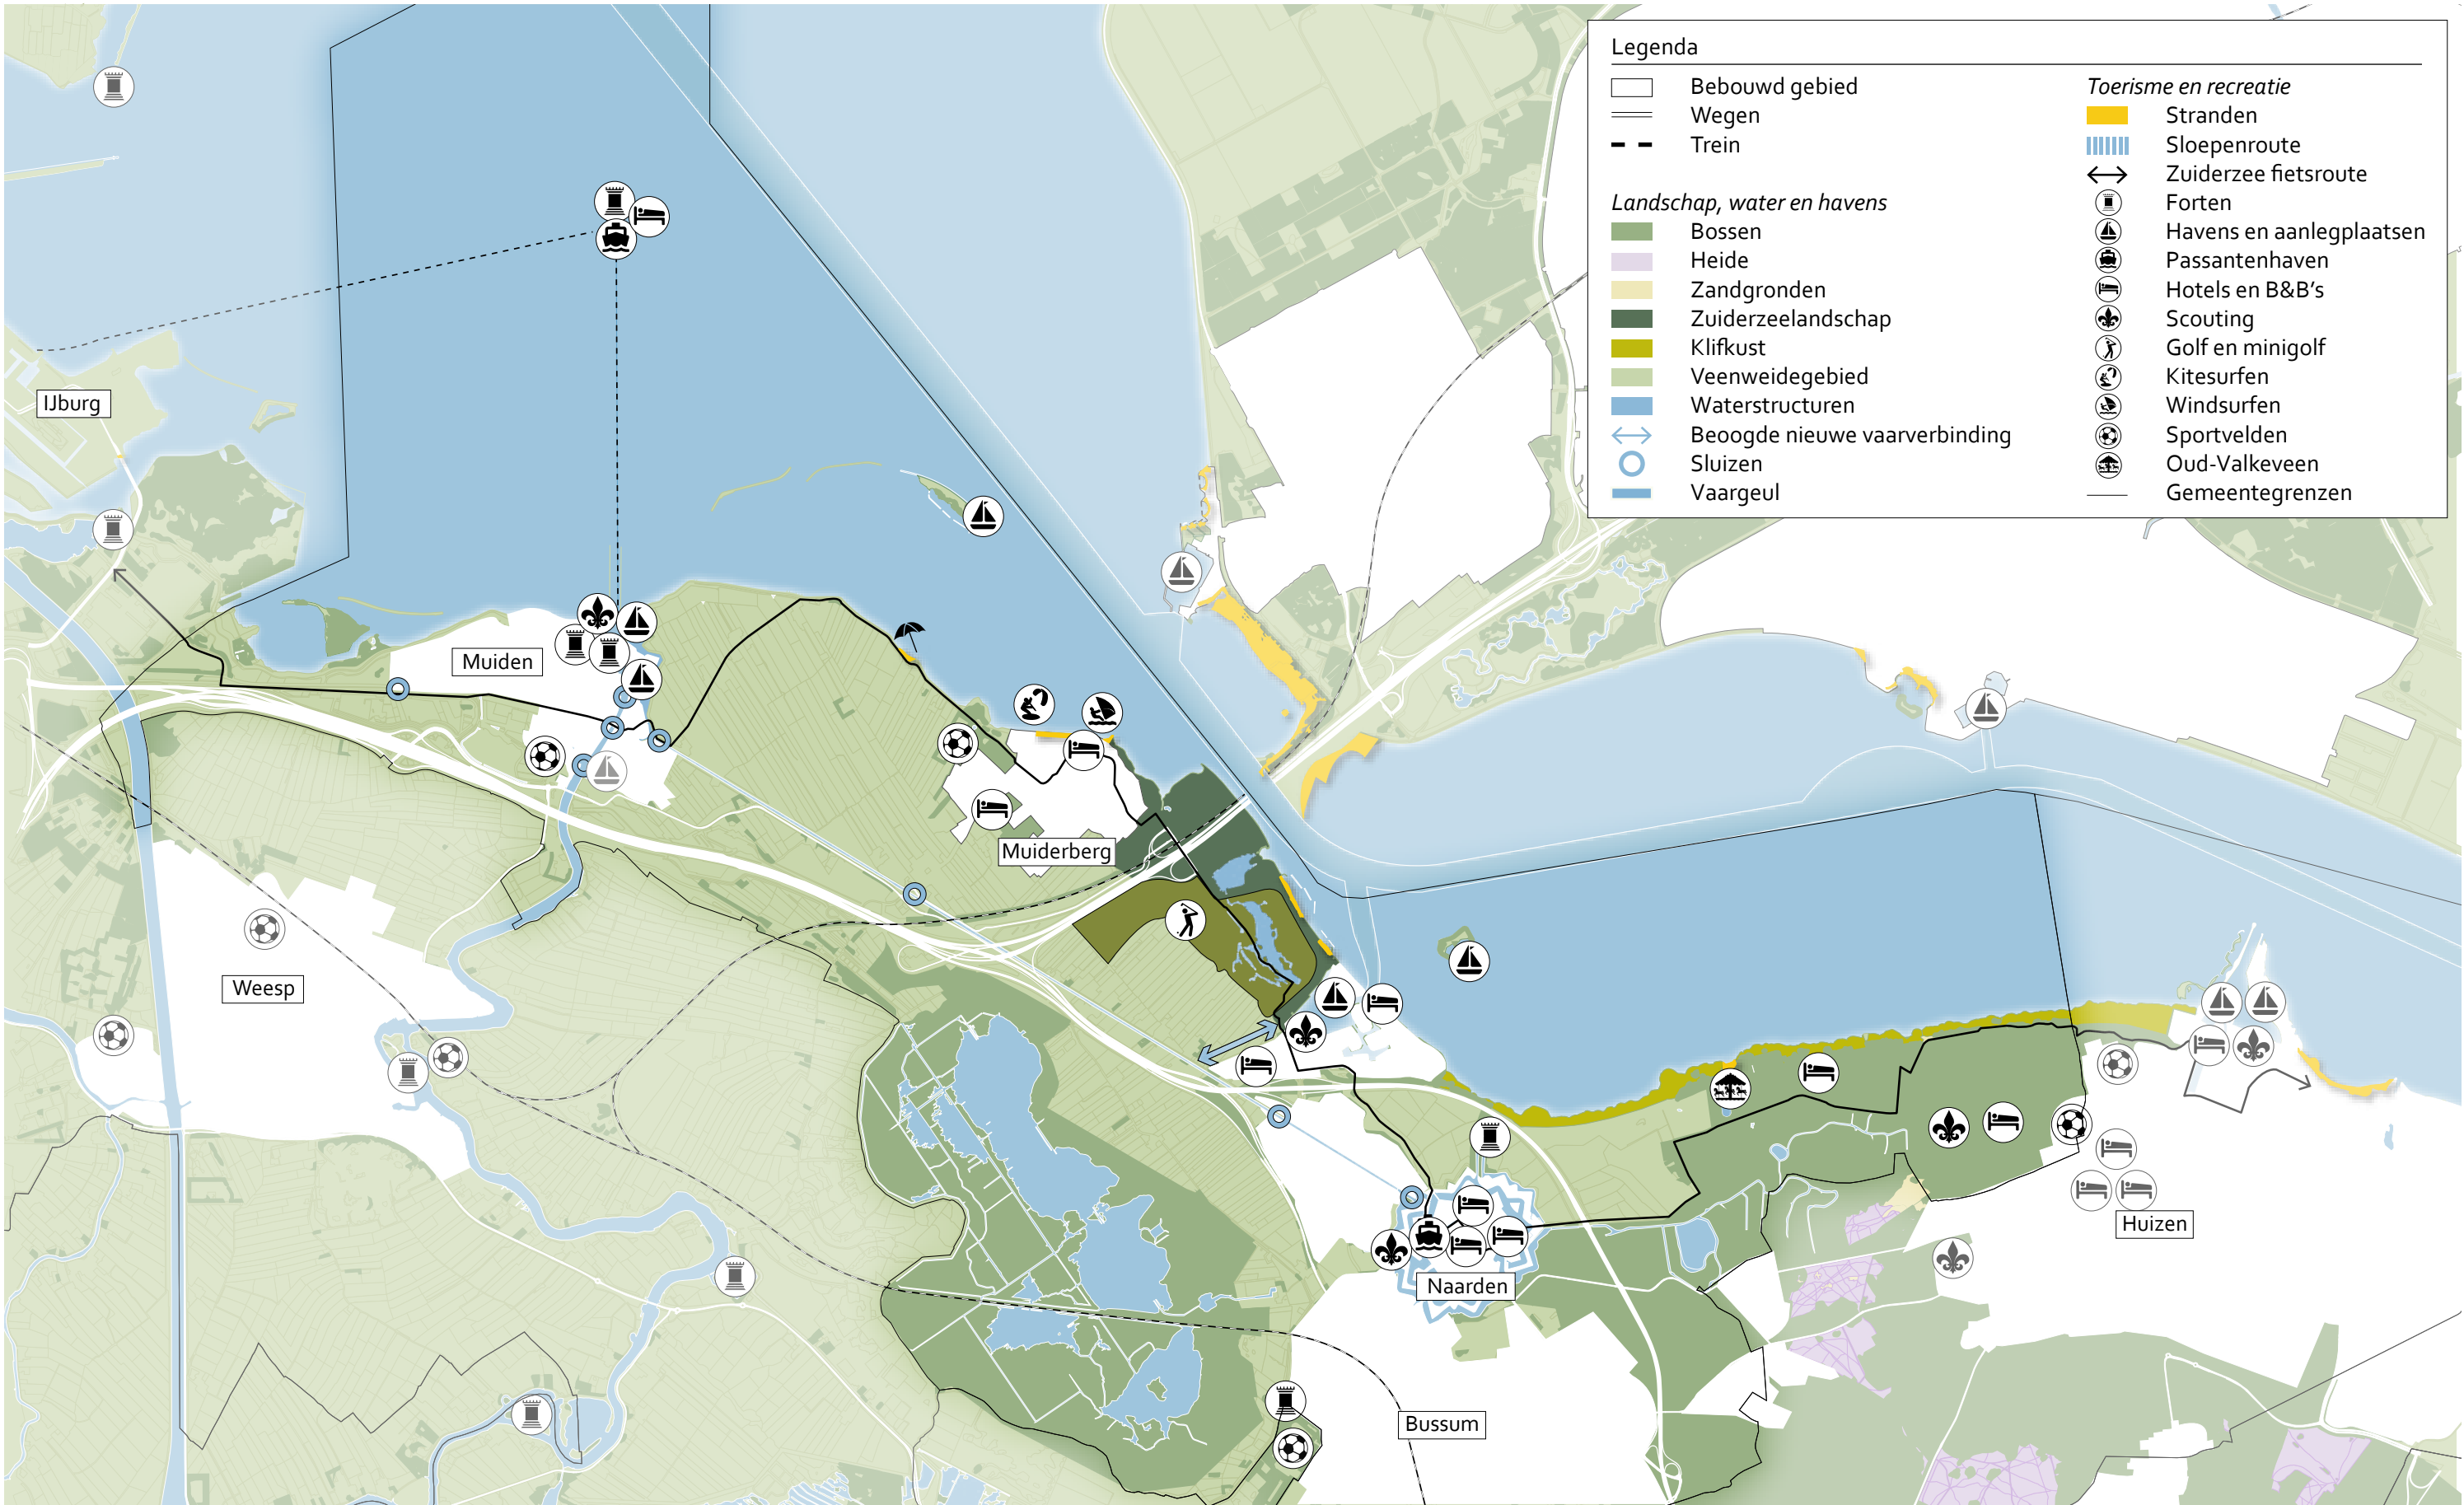 Legenda
Bebouwd gebied
Wegen
Trein
Landschap, water en havens
Bossen
Heide
Zandgronden
Zuiderzeelandschap
Klifkust
Veenweidegebied
Waterstructuren
Beoogde nieuwe vaarverbinding
Sluizen
Vaargeul
Toerisme en recreatie
Stranden
Sloepenroute
Zuiderzee fietsroute
Forten
Havens en aanlegplaatsen
Passantenhaven
Hotels en B&B's
Scouting
Golf en minigolf
Kitesurfen
Windsurfen
Sportvelden
Oud-Valkeveen
Gemeentegrenzen
IJburg
Muiden
Muiderberg
Weesp
Huizen
Naarden
Bussum